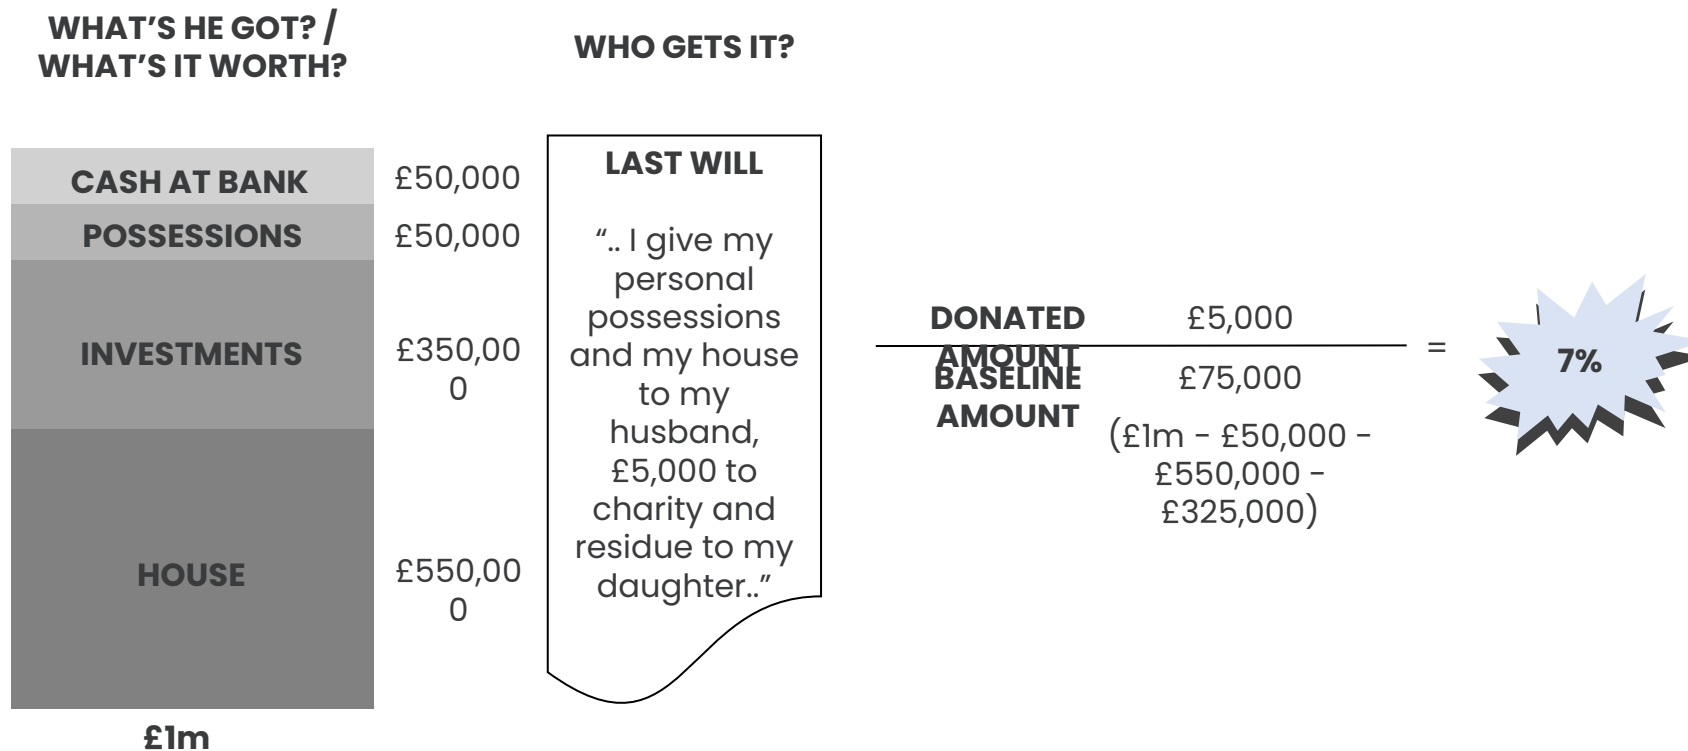 WHAT’S HE GOT? /
WHAT’S IT WORTH?
WHO GETS IT?
CASH AT BANK
£50,000
POSSESSIONS
£50,000
INVESTMENTS
£350,00
0
HOUSE
£550,00
0
£1m
LAST WILL
“.. I give my
personal
possessions
and my house
to my
husband,
£5,000 to
charity and
residue to my
daughter..”
DONATED
AMOUNT
£5,000
BASELINE
AMOUNT
£75,000
(£1m - £50,000 -
£550,000 -
£325,000)
=
7%